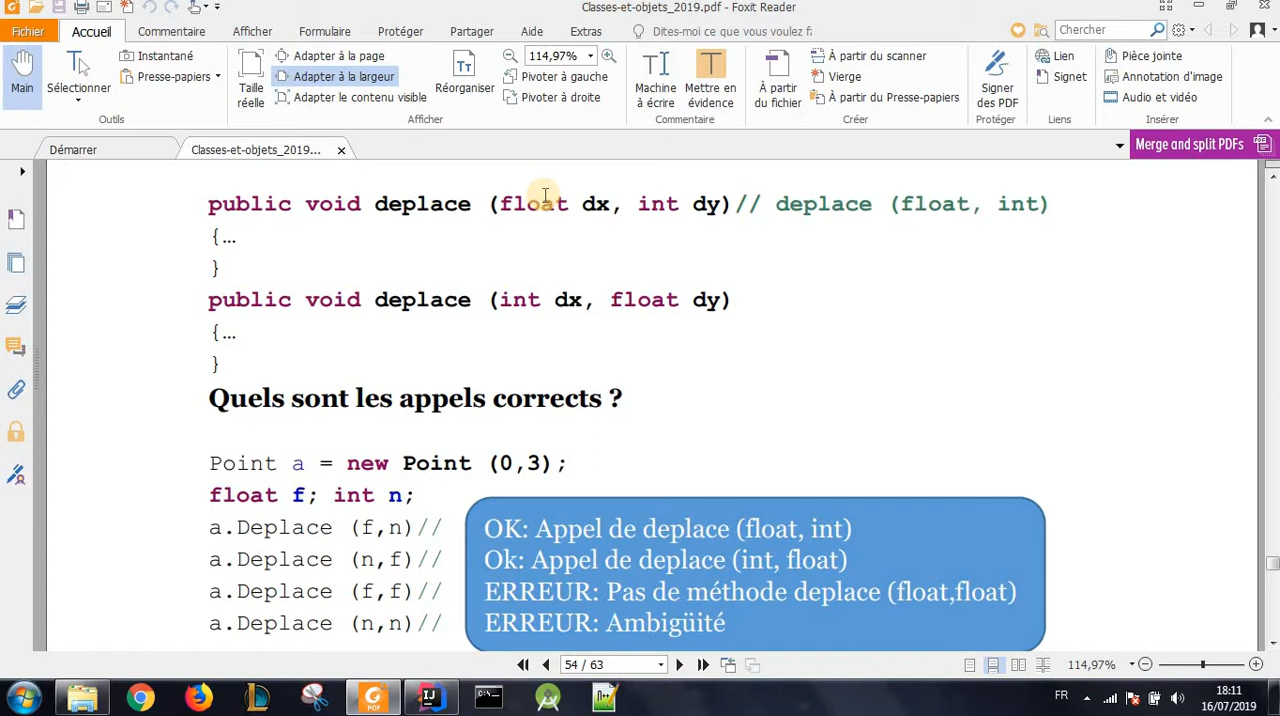 Classes-et-objets_2019.pdf - Foxit Reader
Fichier Accueil Commentaire Afficher Formulaire Protéger Partager Aide Extras Dites-moi ce que vous voulez f Chercher
Main
Sélectionner
Instantané
Presse-papiers
Outils
Taille réelle
Adapter à la page
Adapter à la largeur
Adapter le contenu visible
Réorganiser
114,97%
Pivoter à gauche
Pivoter à droite
Afficher
Machine à écrire
Mettre en évidence
Commentaire
À partir du fichier
À partir du scanner
Vierge
À partir du Presse-papiers
Créer
Signer des PDF
Protéger
Lien
Signet
Liens
Pièce jointe
Annotation d'image
Audio et vidéo
Insérer
Démarrer Classes-et-objets_2019... Merge and split PDFs
public void deplace (float dx, int dy)// deplace (float, int)
{…
}
public void deplace (int dx, float dy)
{…
}
Quels sont les appels corrects ?
Point a = new Point (0,3);
float f; int n;
a.Deplace (f,n)// OK: Appel de deplace (float, int)
a.Deplace (n,f)// Ok: Appel de deplace (int, float)
a.Deplace (f,f)// ERREUR: Pas de méthode deplace (float,float)
a.Deplace (n,n)// ERREUR: Ambigüité
54 / 63 114,97%
FR 18:11
16/07/2019